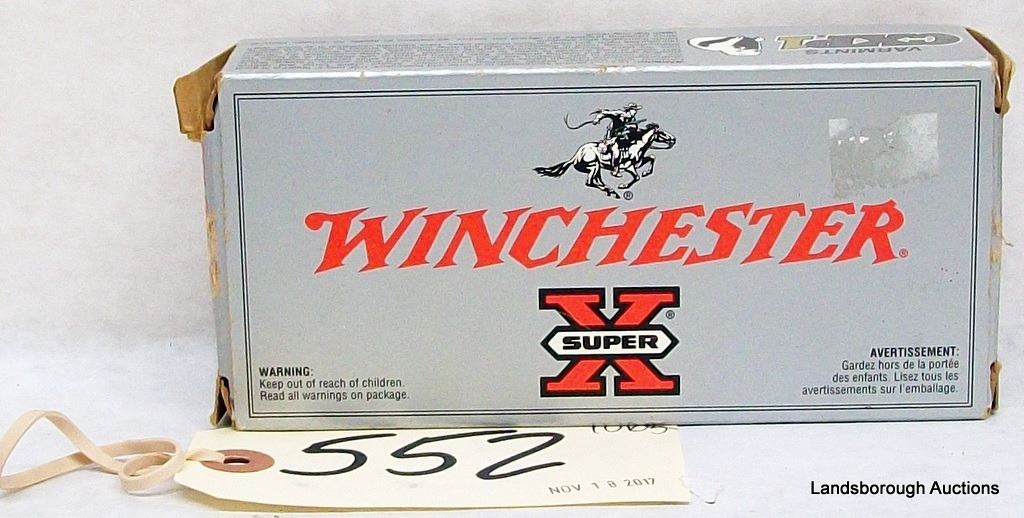 VARMINTS
WINCHESTER®
X®
SUPER
WARNING:
Keep out of reach of children.
Read all warnings on package.
AVERTISSEMENT:
Gardez hors de la portée
des enfants. Lisez tous les
avertissements sur l'emballage.
552
NOV 18 2017
Landsborough Auctions